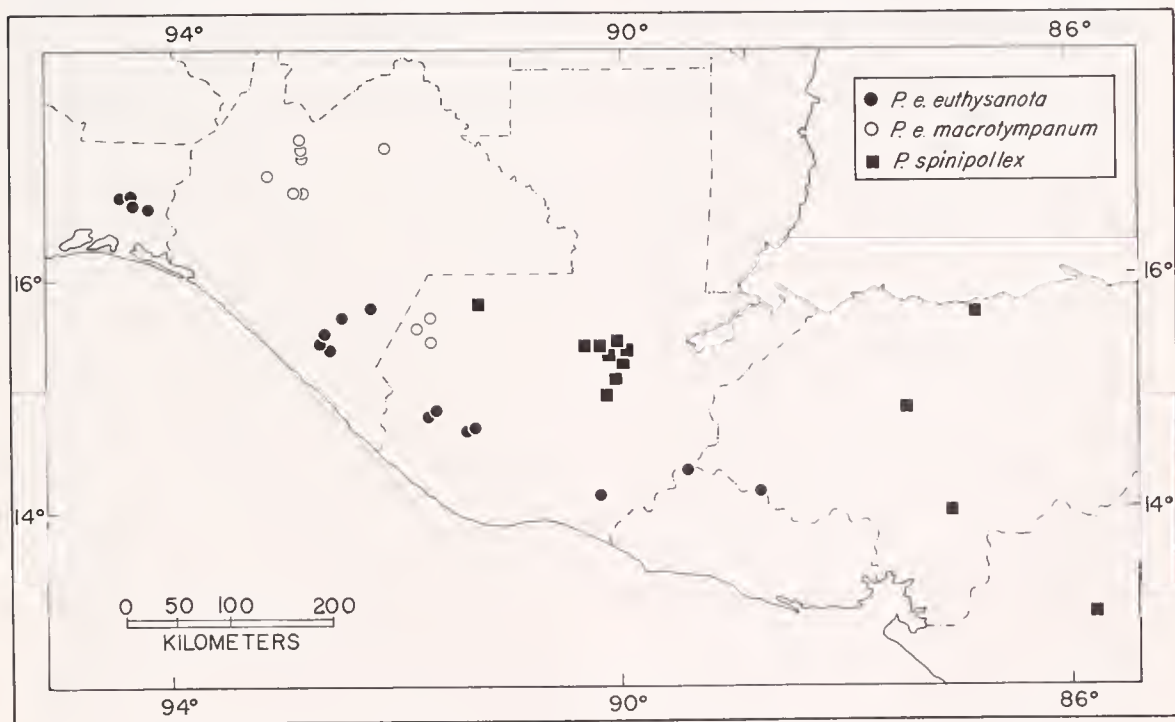 94° 90° 86°
P. e. euthysanota
P. e. macrotympanum
P. spinipollex
16° 16°
14° 14°
0 50 100 200
KILOMETERS
94° 90° 86°